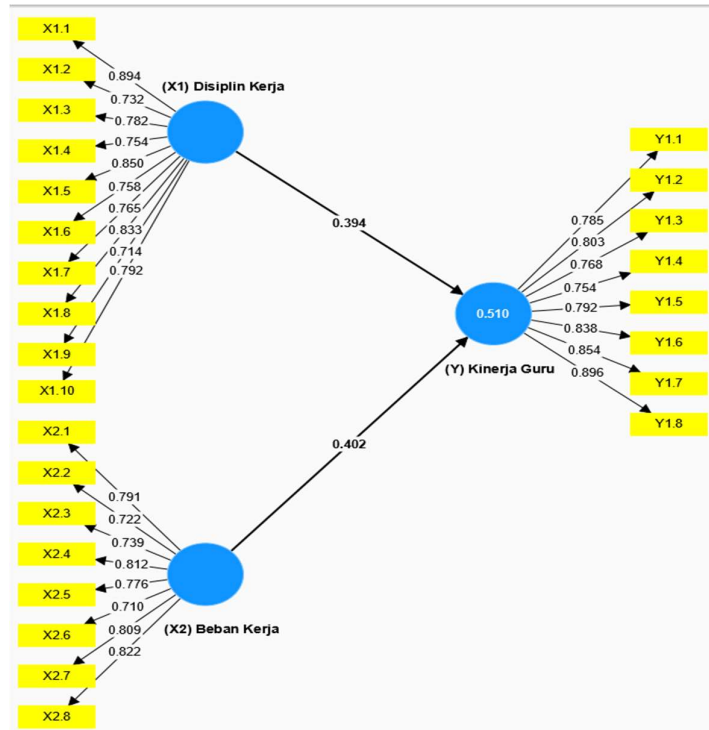 X1.1
X1.2
X1.3
X1.4
X1.5
X1.6
X1.7
X1.8
X1.9
X1.10
0.894
0.732
0.782
0.754
0.850
0.758
0.765
0.833
0.714
0.792
(X1) Disiplin Kerja
0.394
X2.1
X2.2
X2.3
X2.4
X2.5
X2.6
X2.7
X2.8
0.791
0.722
0.739
0.812
0.776
0.710
0.809
0.822
(X2) Beban Kerja
0.402
0.510
(Y) Kinerja Guru
0.785
0.803
0.768
0.754
0.792
0.838
0.854
0.896
Y1.1
Y1.2
Y1.3
Y1.4
Y1.5
Y1.6
Y1.7
Y1.8